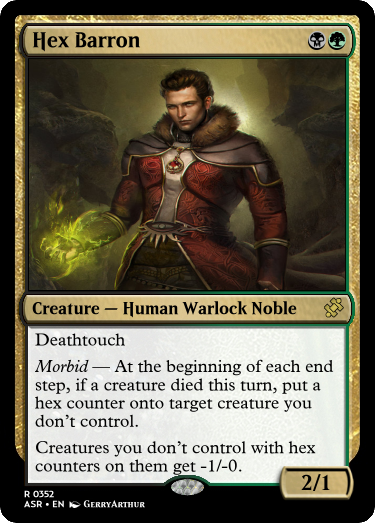 Hex Barron
Creature — Human Warlock Noble
Deathtouch
Morbid — At the beginning of each end
step, if a creature died this turn, put a
hex counter onto target creature you
don't control.
Creatures you don't control with hex
counters on them get -1/-0.
2/1
R 0352
ASR • EN GerryArthur